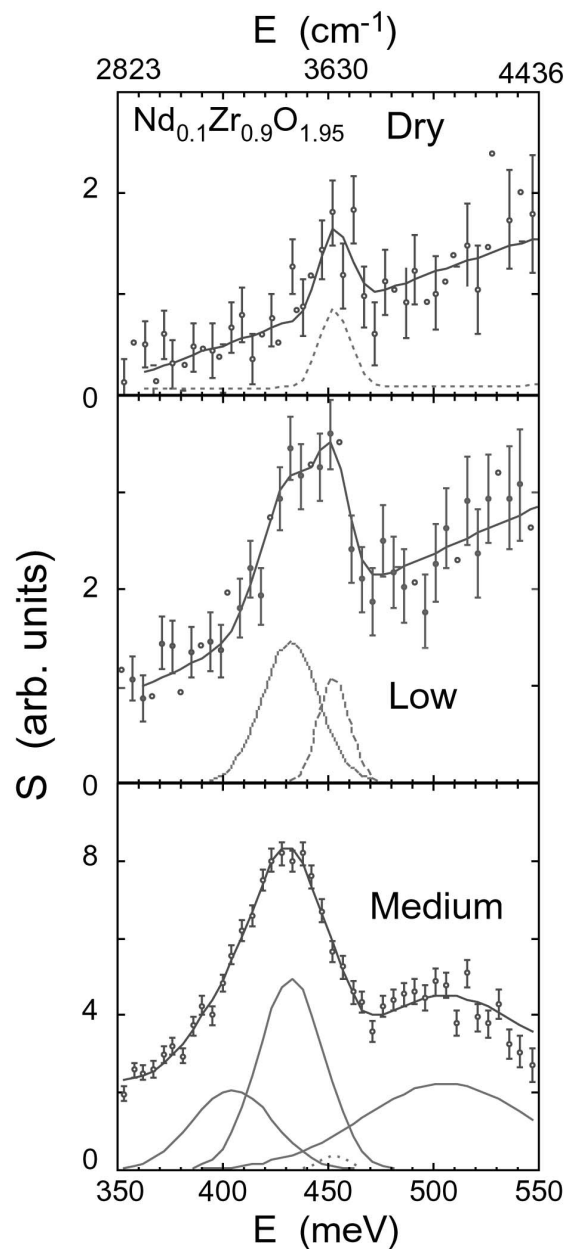 E (cm⁻¹)
2823 3630 4436
Nd₀.₁Zr₀.₉O₁.₉₅ Dry
2
0
2
Low
S (arb. units)
0
8
Medium
4
0
350 400 450 500 550
E (meV)